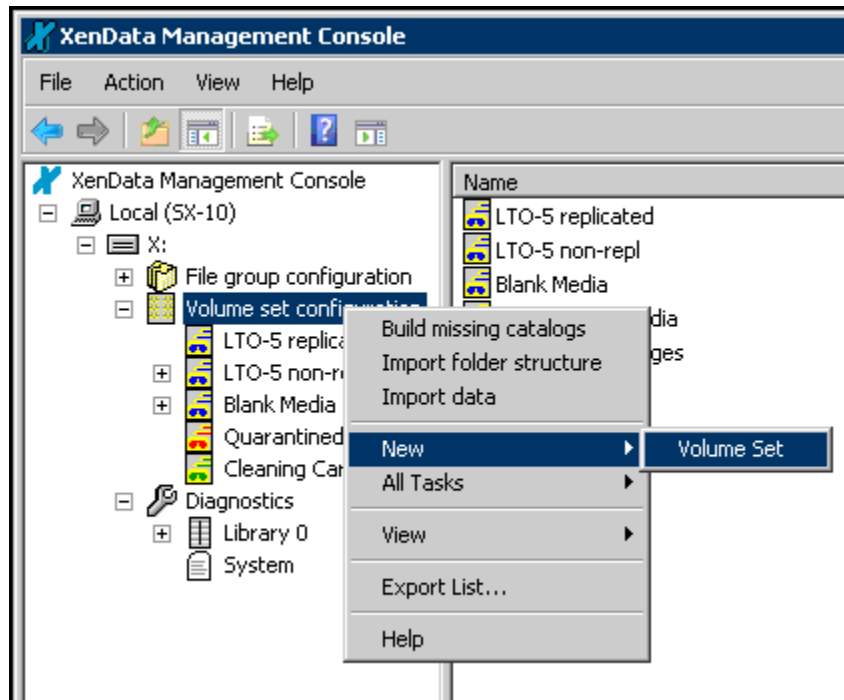 XenData Management Console
File Action View Help
XenData Management Console
Local (SX-10)
X:
File group configuration
Volume set configuration
LTO-5 replica
LTO-5 non-r
Blank Media
Quarantined
Cleaning Car
Diagnostics
Library 0
System
Name
LTO-5 replicated
LTO-5 non-repl
Blank Media
dia
ges
Build missing catalogs
Import folder structure
Import data
New
All Tasks
View
Export List...
Help
Volume Set